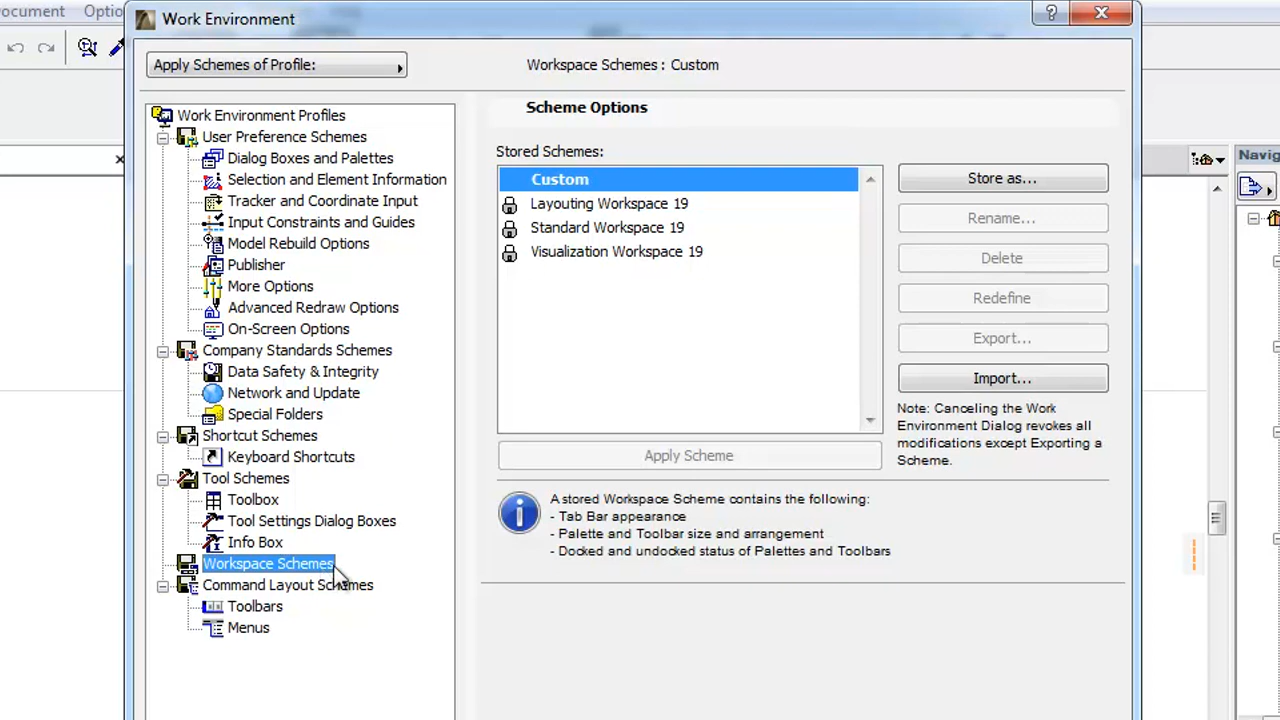 ocument Optio
Work Environment
?
Apply Schemes of Profile:
Workspace Schemes : Custom
Work Environment Profiles
User Preference Schemes
Dialog Boxes and Palettes
Selection and Element Information
Tracker and Coordinate Input
Input Constraints and Guides
Model Rebuild Options
Publisher
More Options
Advanced Redraw Options
On-Screen Options
Company Standards Schemes
Data Safety & Integrity
Network and Update
Special Folders
Shortcut Schemes
Keyboard Shortcuts
Tool Schemes
Toolbox
Tool Settings Dialog Boxes
Info Box
Workspace Schemes
Command Layout Schemes
Toolbars
Menus
Scheme Options
Stored Schemes:
Custom
Layouting Workspace 19
Standard Workspace 19
Visualization Workspace 19
Apply Scheme
Store as...
Rename...
Delete
Redefine
Export...
Import...
Note: Canceling the Work
Environment Dialog revokes all
modifications except Exporting a
Scheme.
A stored Workspace Scheme contains the following:
- Tab Bar appearance
- Palette and Toolbar size and arrangement
- Docked and undocked status of Palettes and Toolbars
Navig